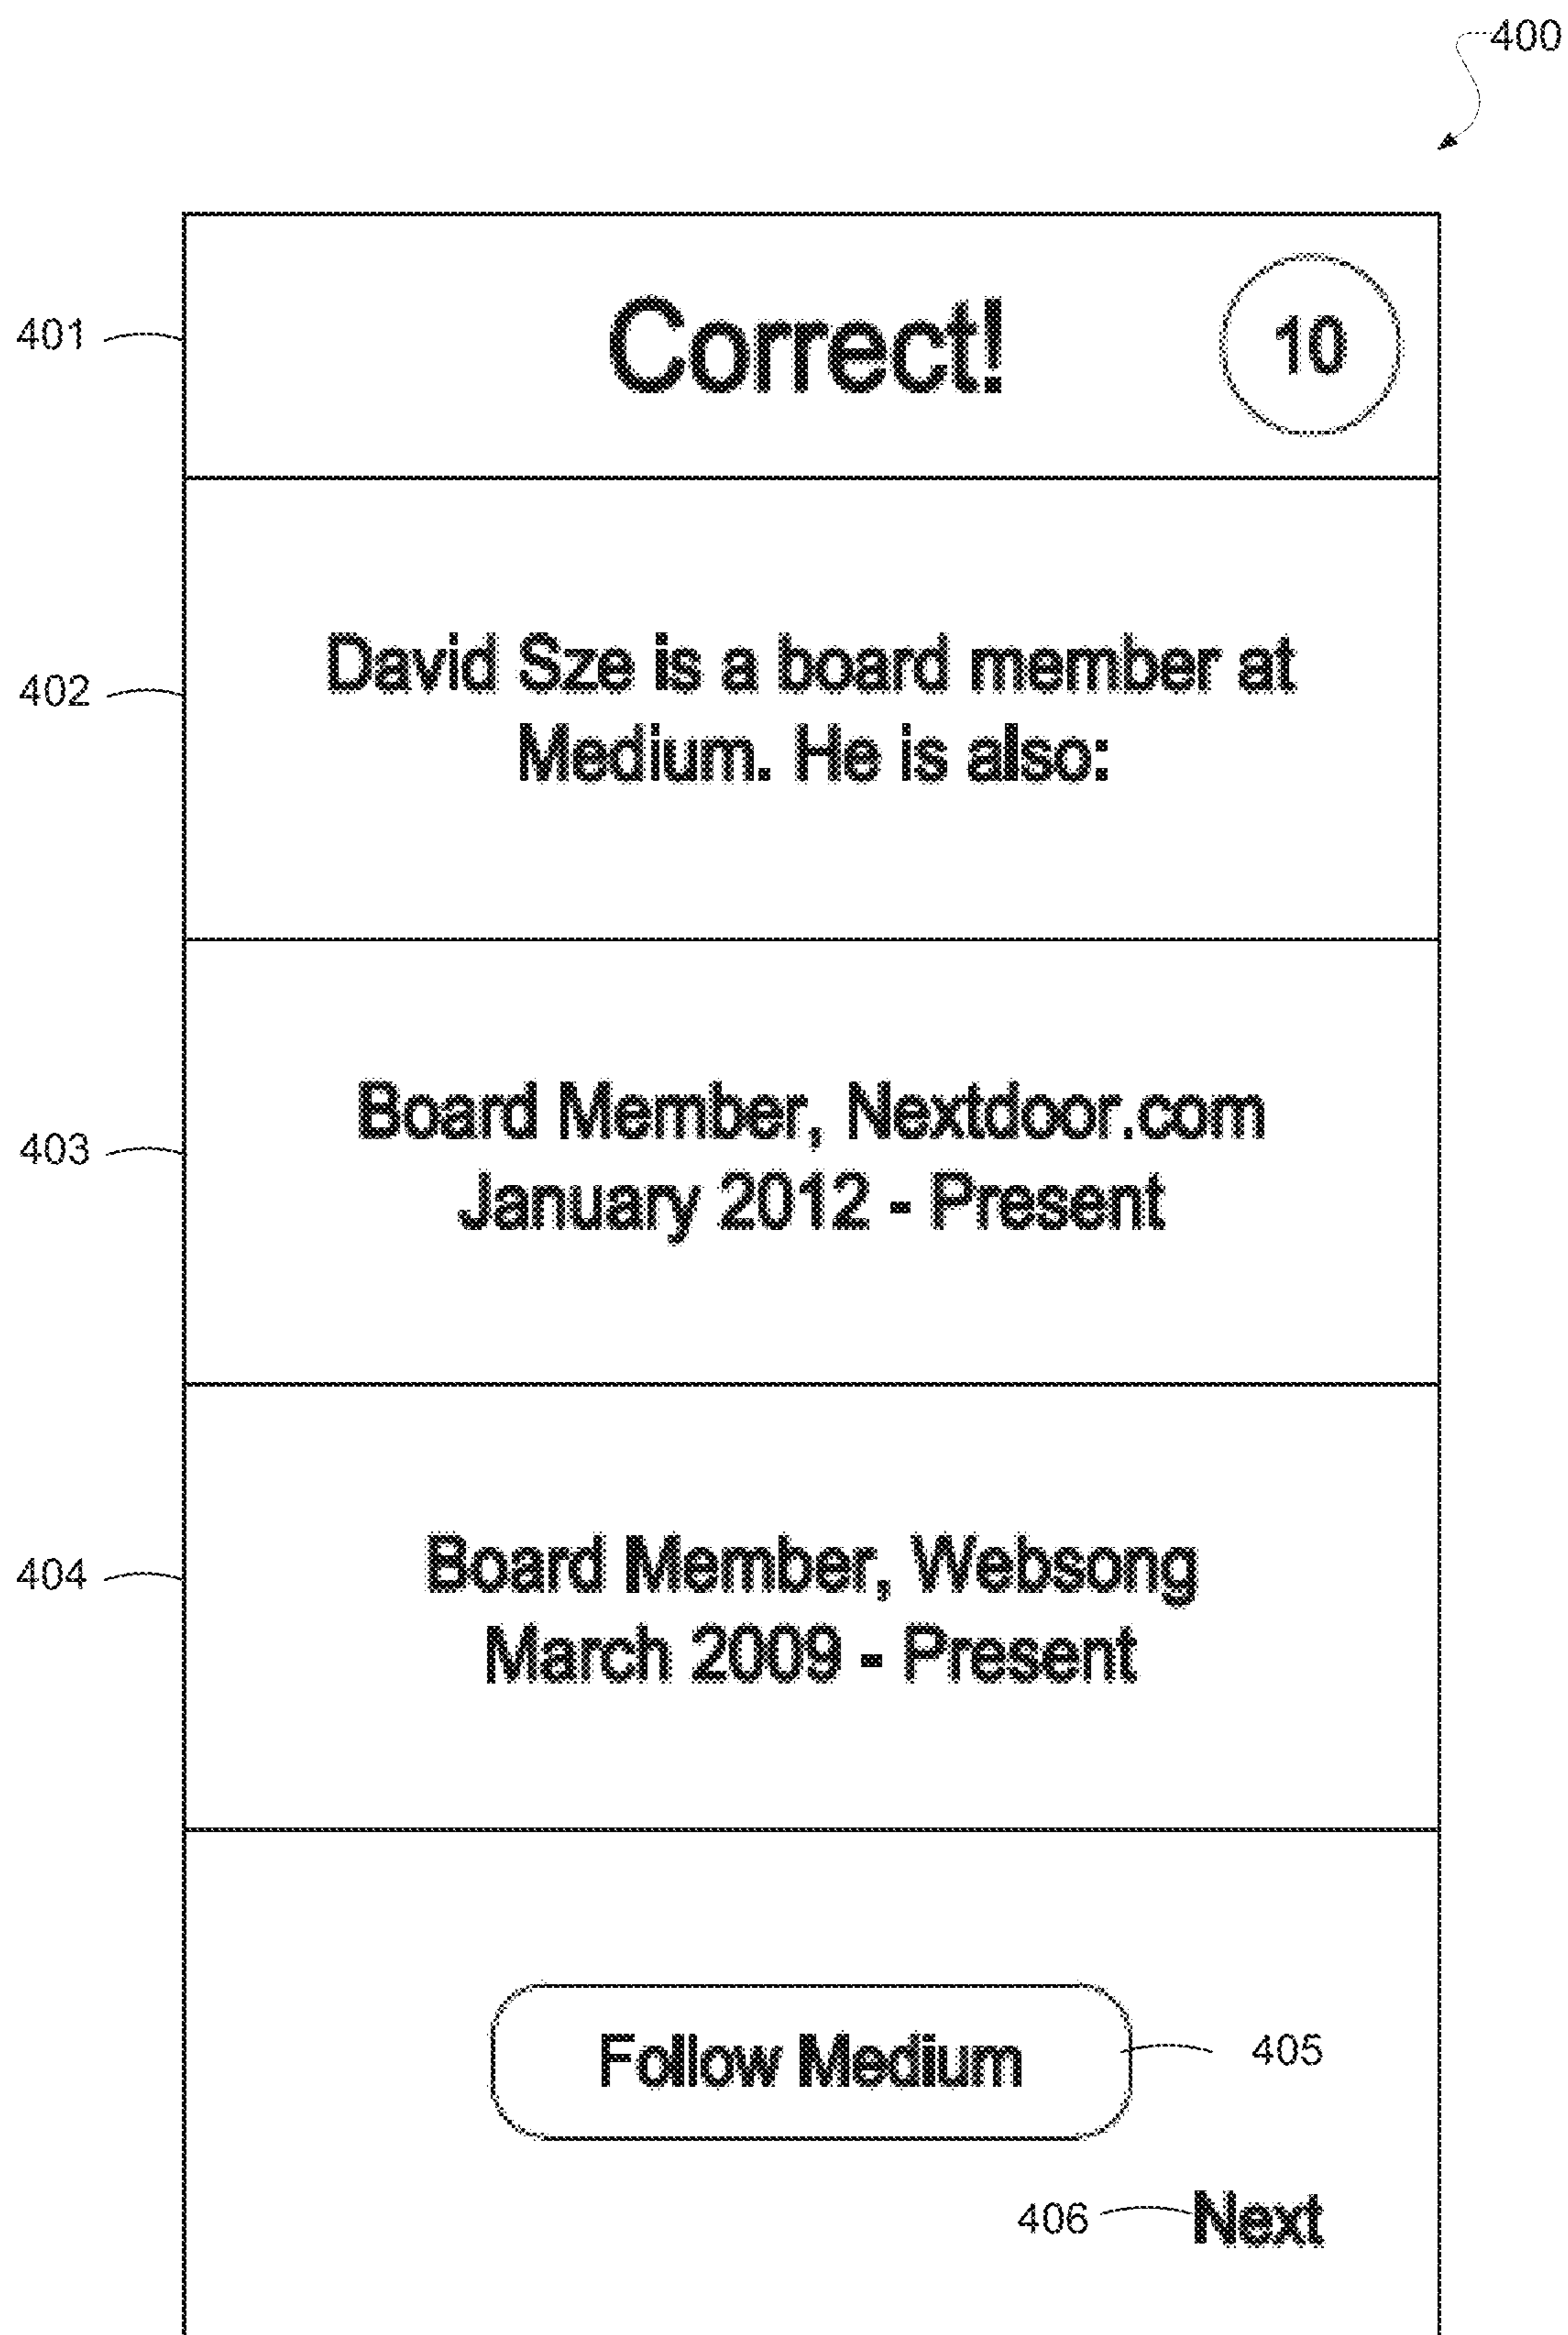 400
401
Correct!
10
402
David Sze is a board member at
Medium. He is also:
403
Board Member, Nextdoor.com
January 2012 - Present
404
Board Member, Websong
March 2009 - Present
Follow Medium
405
406
Next